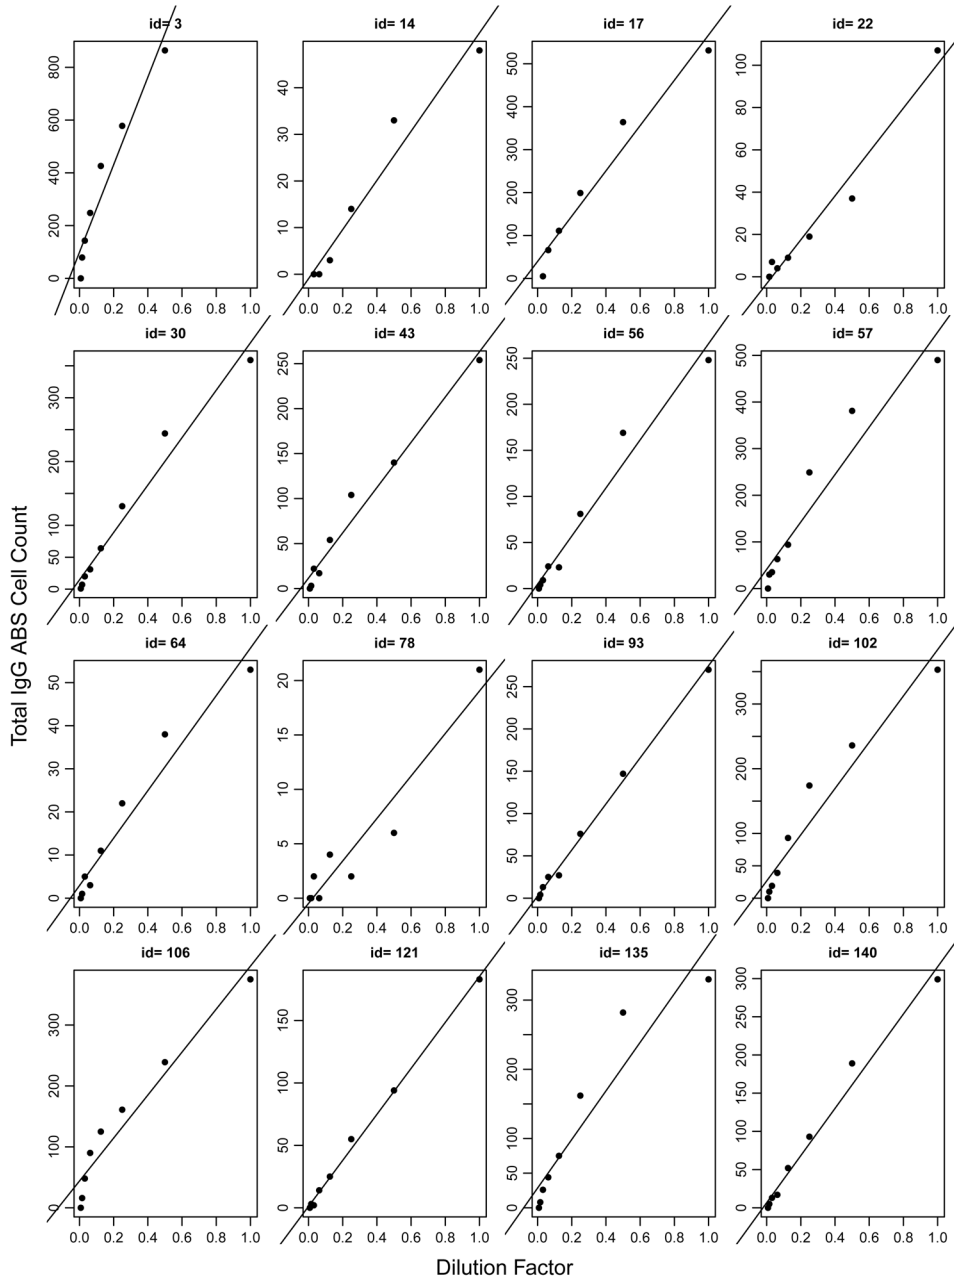 id= 3 id= 14 id= 17 id= 22
800 40 500 100
600 30 400 80
400 20 300 60
200 10 200 40
0 0 100 20
0 0
0.0 0.2 0.4 0.6 0.8 1.0 0.0 0.2 0.4 0.6 0.8 1.0 0.0 0.2 0.4 0.6 0.8 1.0 0.0 0.2 0.4 0.6 0.8 1.0
id= 30 id= 43 id= 56 id= 57
300 250 250 500
200 200 200 400
100 150 150 300
50 100 100 200
0 50 50 100
0 0 0
0.0 0.2 0.4 0.6 0.8 1.0 0.0 0.2 0.4 0.6 0.8 1.0 0.0 0.2 0.4 0.6 0.8 1.0 0.0 0.2 0.4 0.6 0.8 1.0
Total IgG ABS Cell Count
id= 64 id= 78 id= 93 id= 102
50 20 250 300
40 15 200 200
30 10 150 100
20 5 100 50
10 0 50 0
0 0
0.0 0.2 0.4 0.6 0.8 1.0 0.0 0.2 0.4 0.6 0.8 1.0 0.0 0.2 0.4 0.6 0.8 1.0 0.0 0.2 0.4 0.6 0.8 1.0
id= 106 id= 121 id= 135 id= 140
300 150 300 300
200 100 200 250
100 50 100 200
0 0 50 150
0 100
50
0
0.0 0.2 0.4 0.6 0.8 1.0 0.0 0.2 0.4 0.6 0.8 1.0 0.0 0.2 0.4 0.6 0.8 1.0 0.0 0.2 0.4 0.6 0.8 1.0
Dilution Factor